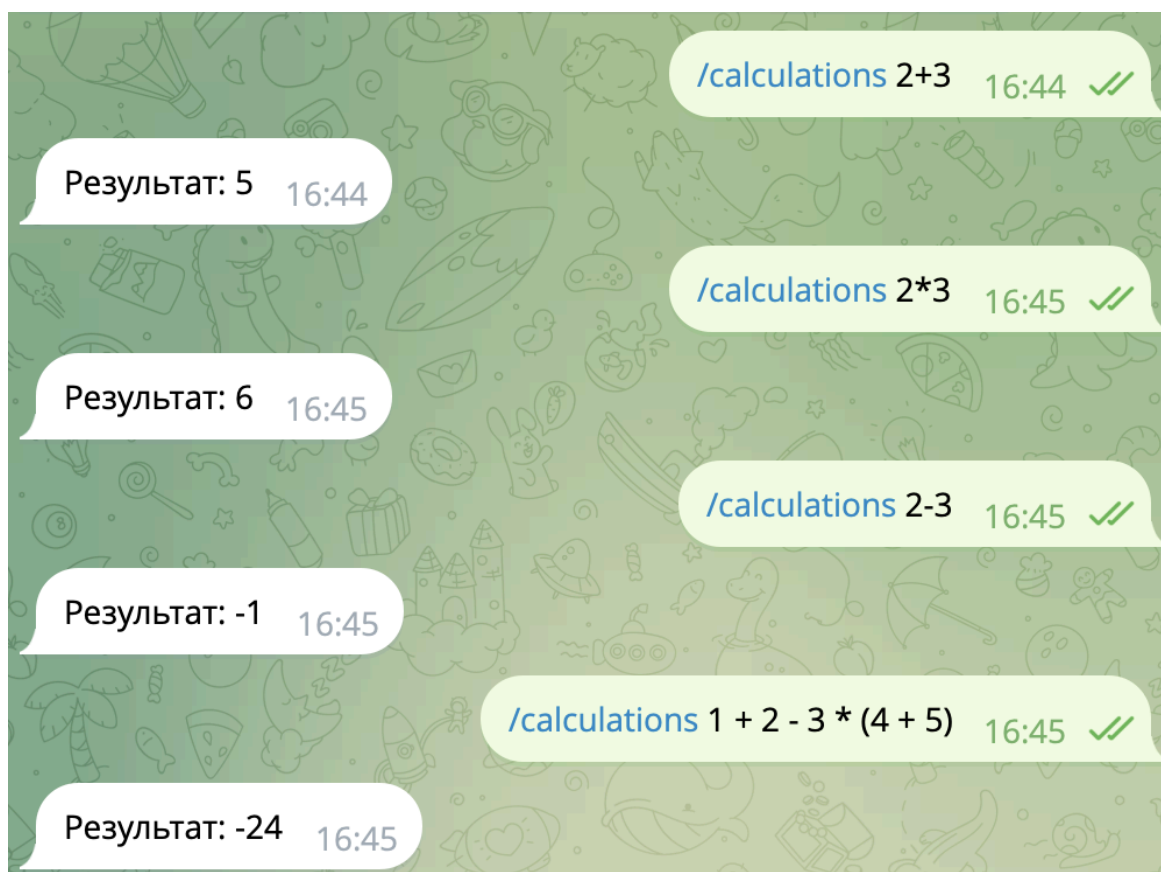 /calculations 2+3 16:44
Результат: 5 16:44
/calculations 2*3 16:45
Результат: 6 16:45
/calculations 2-3 16:45
Результат: -1 16:45
/calculations 1 + 2 - 3 * (4 + 5) 16:45
Результат: -24 16:45